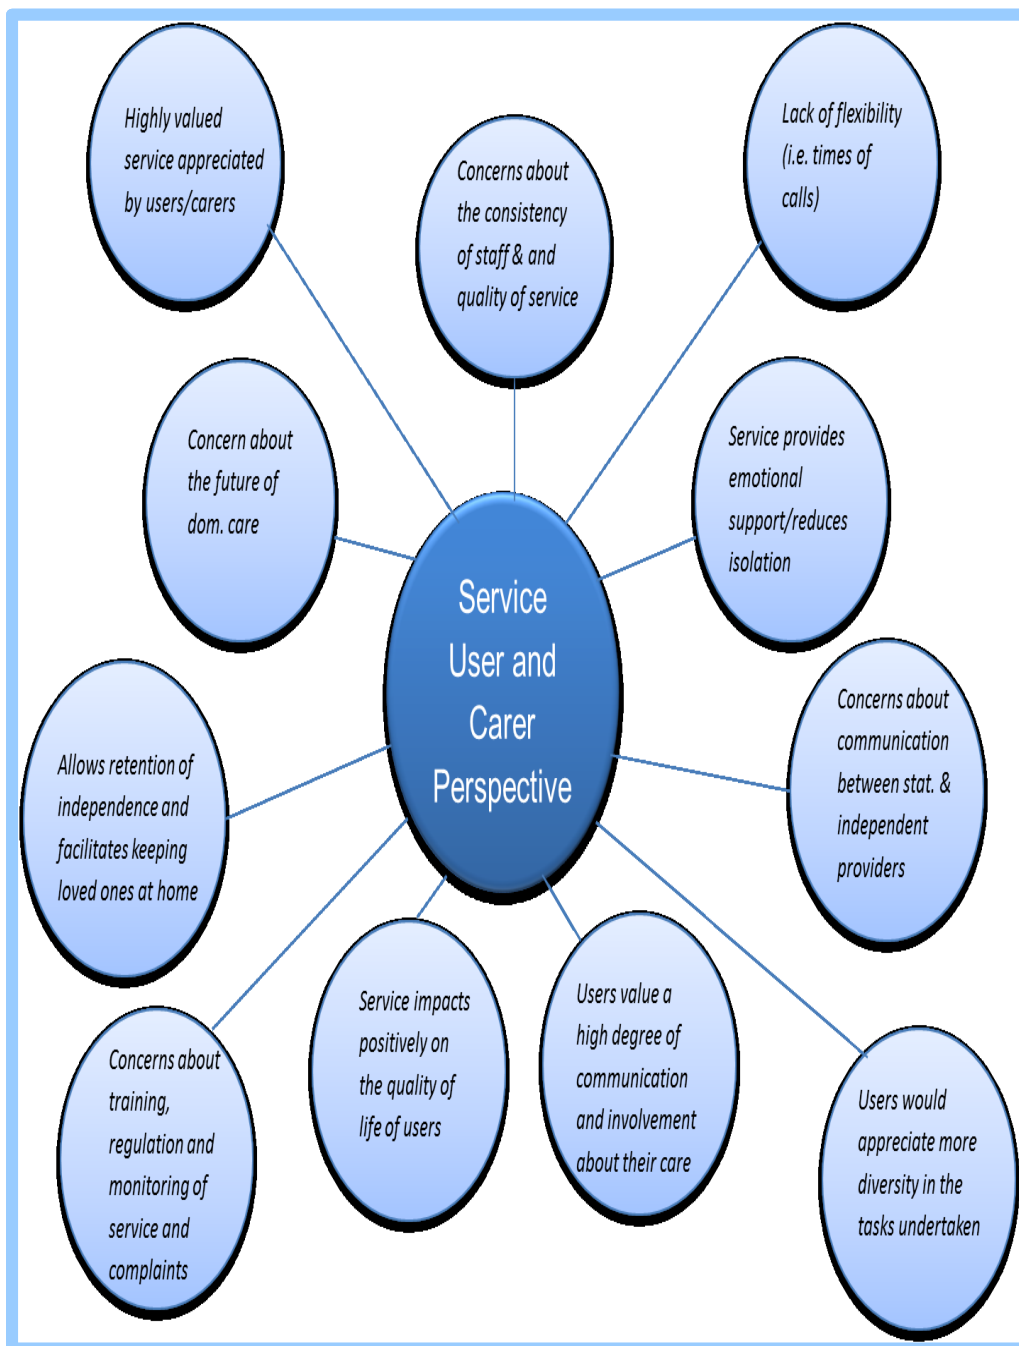 Highly valued
service appreciated
by users/carers
Concerns about
the consistency
of staff & and
quality of service
Lack of flexibility
(i.e. times of
calls)
Concern about
the future of
dom. care
Service provides
emotional
support/reduces
isolation
Service
User and
Carer
Perspective
Allows retention of
independence and
facilitates keeping
loved ones at home
Concerns about
communication
between stat. &
independent
providers
Concerns about
training,
regulation and
monitoring of
service and
complaints
Service impacts
positively on
the quality of
life of users
Users value a
high degree of
communication
and involvement
about their care
Users would
appreciate more
diversity in the
tasks undertaken